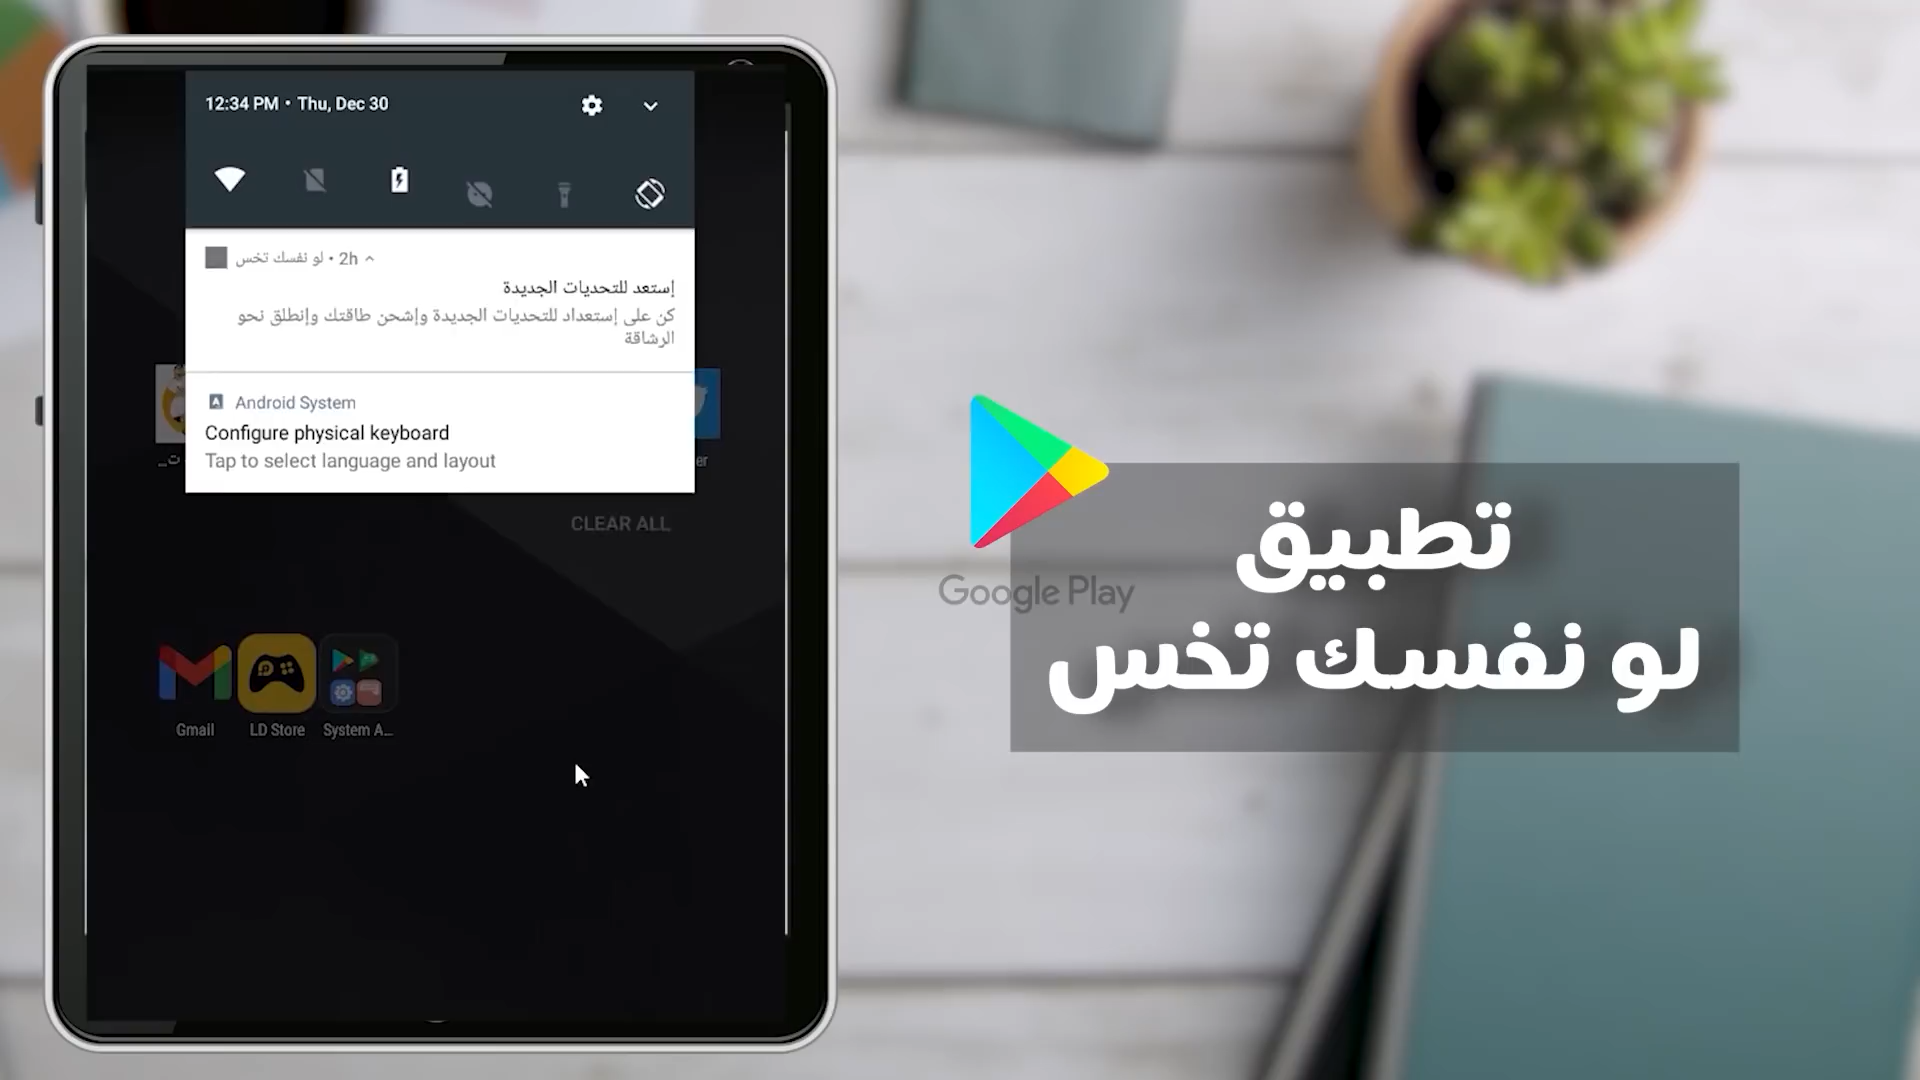 12:34 PM • Thu, Dec 30
لو نفسك تخس • 2h
إستعد للتحديات الجديدة
كن على إستعداد للتحديات الجديدة وإشحن طاقتك وإنطلق نحو
الرشاقة
Android System
Configure physical keyboard
Tap to select language and layout
CLEAR ALL
Gmail
LD Store
System A...
Google Play
تطبيق
لو نفسك تخس